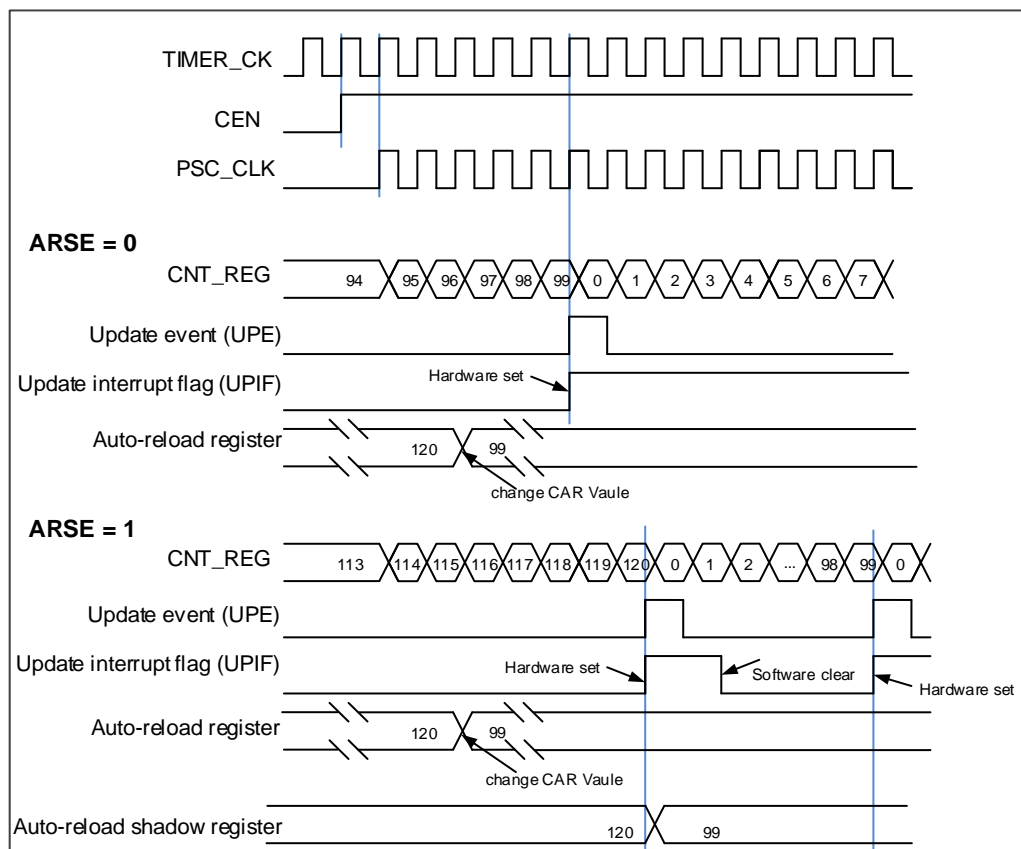 TIMER_CK
CEN
PSC_CLK
ARSE = 0
CNT_REG 94 95 96 97 98 99 0 1 2 3 4 5 6 7
Update event (UPE)
Update interrupt flag (UPIF) Hardware set
Auto-reload register 120 99
change CAR Vaule
ARSE = 1
CNT_REG 113 114 115 116 117 118 119 120 0 1 2 ... 98 99 0
Update event (UPE)
Update interrupt flag (UPIF) Hardware set Software clear Hardware set
Auto-reload register 120 99
change CAR Vaule
Auto-reload shadow register 120 99